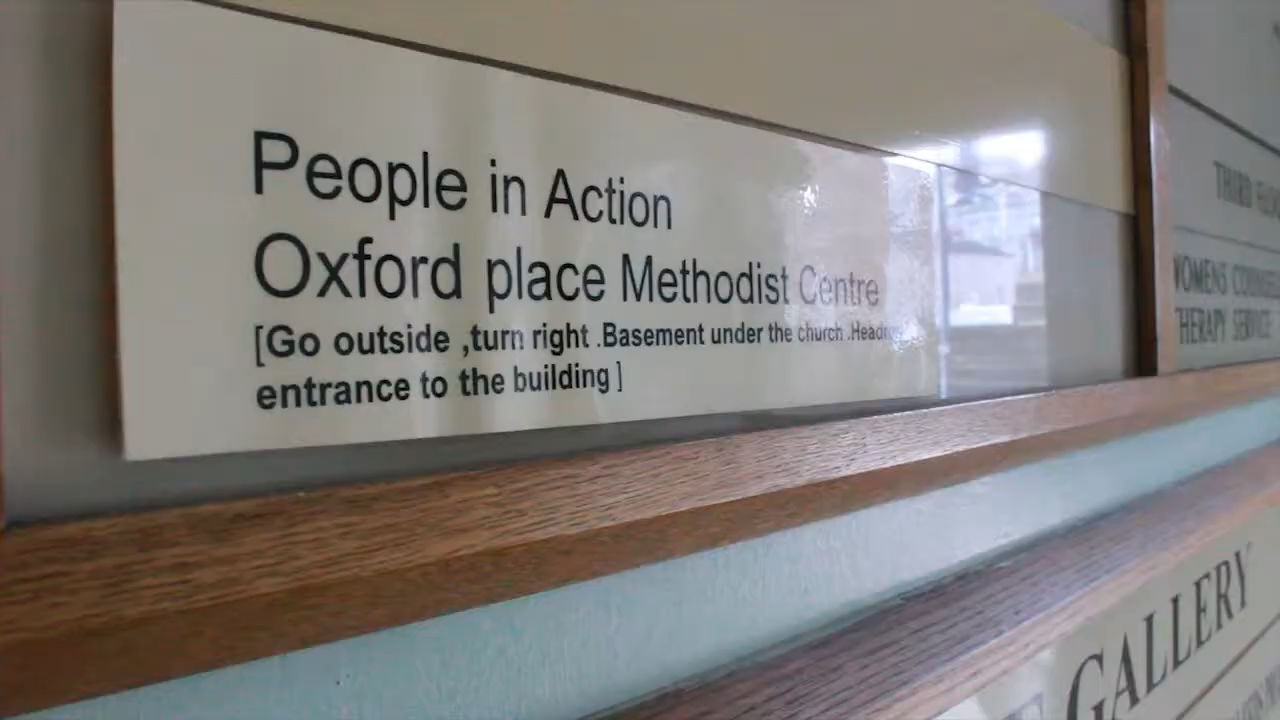 People in Action
Oxford place Methodist Centre
[Go outside ,turn right .Basement under the church
entrance to the building ]
THIRD
WOMENS
THERAPY SERVICE
GALLERY